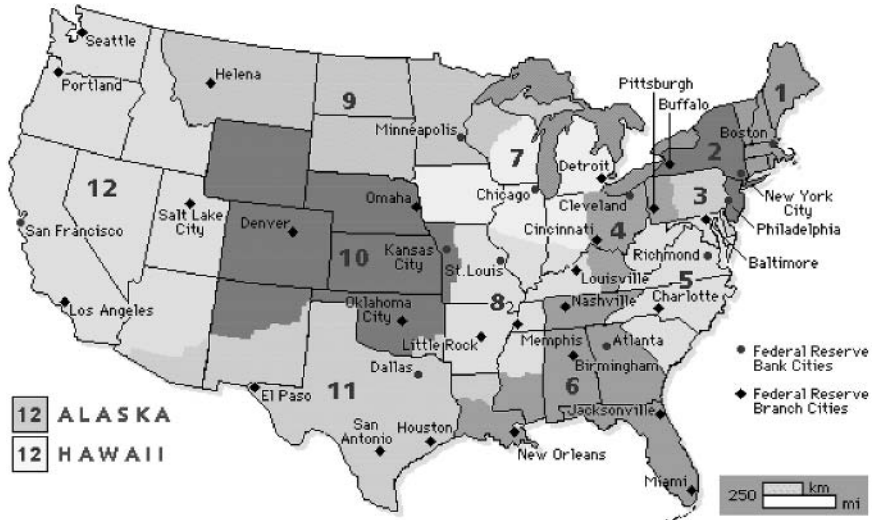 Seattle
Portland
Helena
9
Minneapolis
Pittsburgh
Buffalo
1
Boston
2
12
7
Detroit
Chicago
Cleveland
3
New York
City
Philadelphia
Omaha
Salt Lake
City
San Francisco
Denver
Cincinnati
4
10
Kansas
City
St.Louis
Richmond
Baltimore
Louisville
5
Los Angeles
Oklahoma
City
8
Nashville
Charlotte
Little Rock
Memphis
Atlanta
Birmingham
Dallas
El Paso
11
6
Jacksonville
San
Antonio
Houston
New Orleans
Miami
Federal Reserve
Bank Cities
Federal Reserve
Branch Cities
12 ALASKA
12 HAWAII
250 km
mi